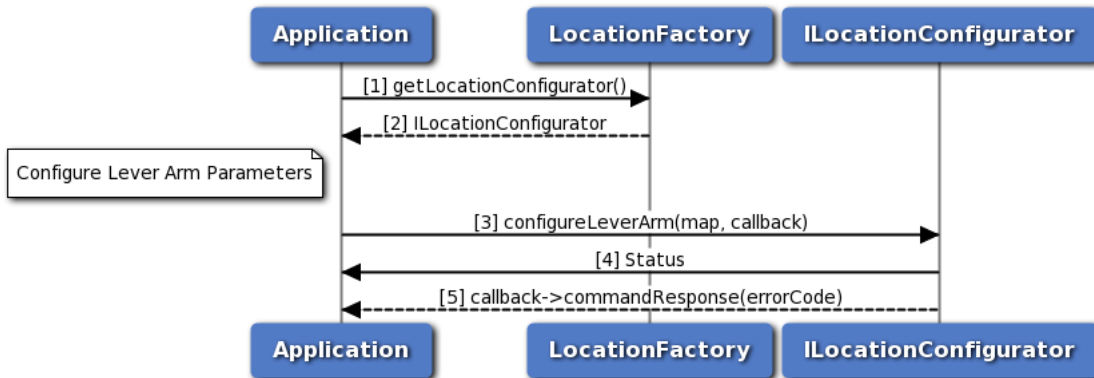 Application
LocationFactory
ILocationConfigurator
[1] getLocationConfigurator()
[2] ILocationConfigurator
Configure Lever Arm Parameters
[3] configureLeverArm(map, callback)
[4] Status
[5] callback->commandResponse(errorCode)
Application
LocationFactory
ILocationConfigurator